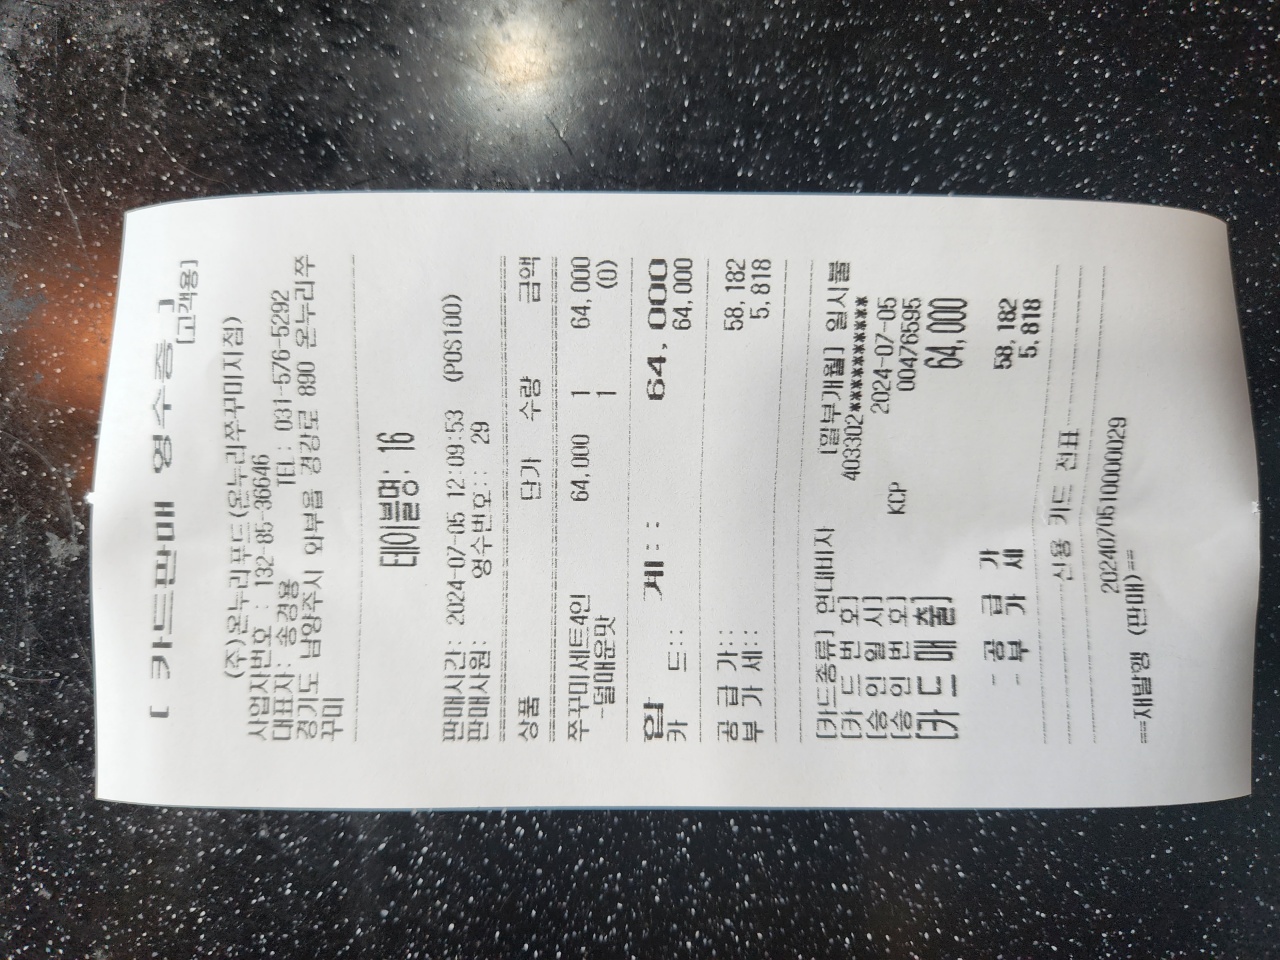 [ 카드판매 영수증 ]
[고객용]
(주)온누리푸드(온누리쭈꾸미지점)
사업자번호 : 132-85-36646
대표자: 송경용 TEL: 031-576-5292
경기도 남양주시 와부읍 경강로 890 온누리쭈
꾸미
테이블명: 16
판매시간: 2024-07-05 12:09:53 (POS100)
판매사원: 영수번호:: 29
상품 단가 수량 금액
쭈꾸미세트4인 64,000 1 64,000
-덜매운맛 1 (0)
합 계:: 64,000
카 드:: 64,000
공 급 가:: 58,182
부 가 세:: 5,818
[카드종류] 현대비자 [할부개월] 일시불
[카 드 번 호] 403302**********
[승 인 일 시] 2024-07-05
[승 인 번 호] KCP 00476595
[카 드 매 출] 64,000
- 공 급 가 58,182
- 부 가 세 5,818
신용 카드 전표
20240705100000029
==재발행 (판매)==